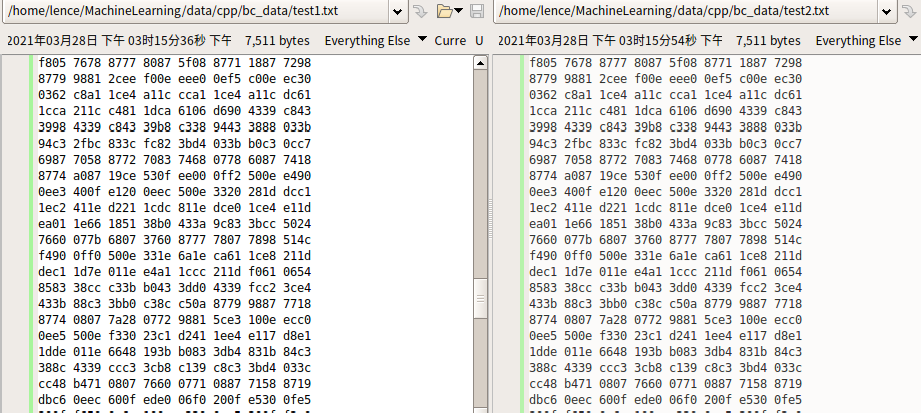 /home/lence/MachineLearning/data/cpp/bc_data/test1.txt
2021年03月28日 下午 03时15分36秒 下午 7,511 bytes Everything Else Curre U
f805 7678 8777 8087 5f08 8771 1887 7298
8779 9881 2cee f00e eee0 0ef5 c00e ec30
0362 c8a1 1ce4 a11c cca1 1ce4 a11c dc61
1cca 211c c481 1dca 6106 d690 4339 c843
3998 4339 c843 39b8 c338 9443 3888 033b
94c3 2fbc 833c fc82 3bd4 033b b0c3 0cc7
6987 7058 8772 7083 7468 0778 6087 7418
8774 a087 19ce 530f ee00 0ff2 500e e490
0ee3 400f e120 0eec 500e 3320 281d dcc1
1ec2 411e d221 1cdc 811e dce0 1ce4 e11d
ea01 1e66 1851 38b0 433a 9c83 3bcc 5024
7660 077b 6807 3760 8777 7807 7898 514c
f490 0ff0 500e 331e 6a1e ca61 1ce8 211d
dec1 1d7e 011e e4a1 1ccc 211d f061 0654
8583 38cc c33b b043 3dd0 4339 fcc2 3ce4
433b 88c3 3bb0 c38c c50a 8779 9887 7718
8774 0807 7a28 0772 9881 5ce3 100e ecc0
0ee5 500e f330 23c1 d241 1ee4 e117 d8e1
1dde 011e 6648 193b b083 3db4 831b 84c3
388c 4339 ccc3 3cb8 c139 c8c3 3bd4 033c
cc48 b471 0807 7660 0771 0887 7158 8719
dbc6 0eec 600f ede0 06f0 200f e530 0fe5
/home/lence/MachineLearning/data/cpp/bc_data/test2.txt
2021年03月28日 下午 03时15分54秒 下午 7,511 bytes Everything Else
f805 7678 8777 8087 5f08 8771 1887 7298
8779 9881 2cee f00e eee0 0ef5 c00e ec30
0362 c8a1 1ce4 a11c cca1 1ce4 a11c dc61
1cca 211c c481 1dca 6106 d690 4339 c843
3998 4339 c843 39b8 c338 9443 3888 033b
94c3 2fbc 833c fc82 3bd4 033b b0c3 0cc7
6987 7058 8772 7083 7468 0778 6087 7418
8774 a087 19ce 530f ee00 0ff2 500e e490
0ee3 400f e120 0eec 500e 3320 281d dcc1
1ec2 411e d221 1cdc 811e dce0 1ce4 e11d
ea01 1e66 1851 38b0 433a 9c83 3bcc 5024
7660 077b 6807 3760 8777 7807 7898 514c
f490 0ff0 500e 331e 6a1e ca61 1ce8 211d
dec1 1d7e 011e e4a1 1ccc 211d f061 0654
8583 38cc c33b b043 3dd0 4339 fcc2 3ce4
433b 88c3 3bb0 c38c c50a 8779 9887 7718
8774 0807 7a28 0772 9881 5ce3 100e ecc0
0ee5 500e f330 23c1 d241 1ee4 e117 d8e1
1dde 011e 6648 193b b083 3db4 831b 84c3
388c 4339 ccc3 3cb8 c139 c8c3 3bd4 033c
cc48 b471 0807 7660 0771 0887 7158 8719
dbc6 0eec 600f ede0 06f0 200f e530 0fe5